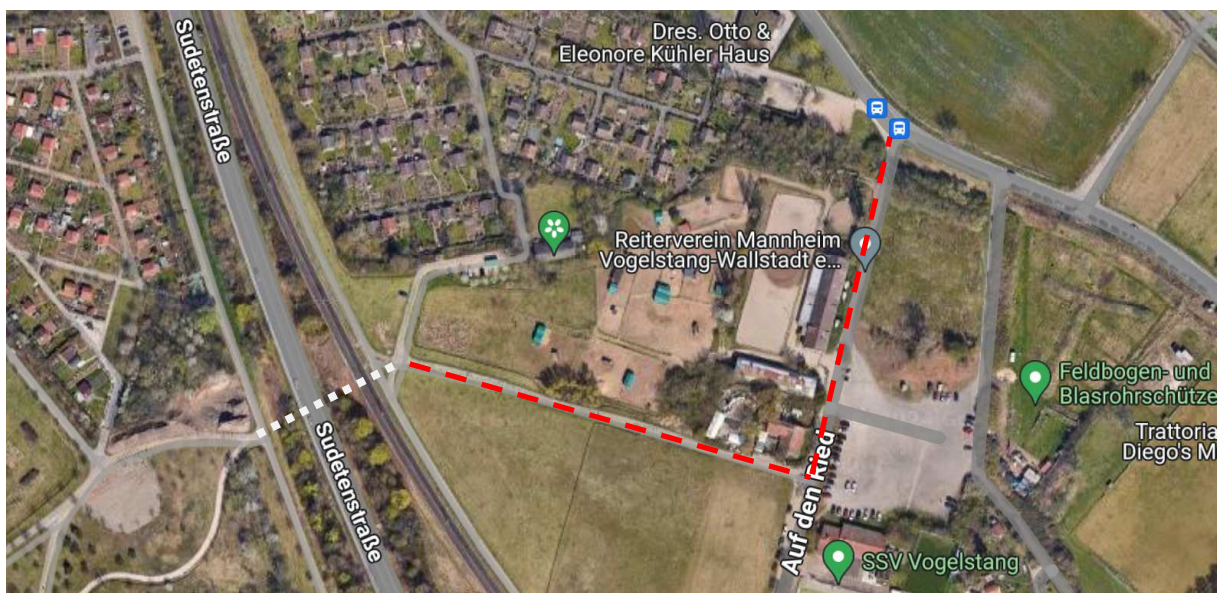 Dres. Otto &
Eleonore Kühler Haus
Sudetenstraße
Reiterverein Mannheim
Vogelstang-Wallstadt e...
Feldbogen- und
Blasrohrschütze
Trattoria
Diego's M
Sudetenstraße
Auf den Ried
SSV Vogelstang